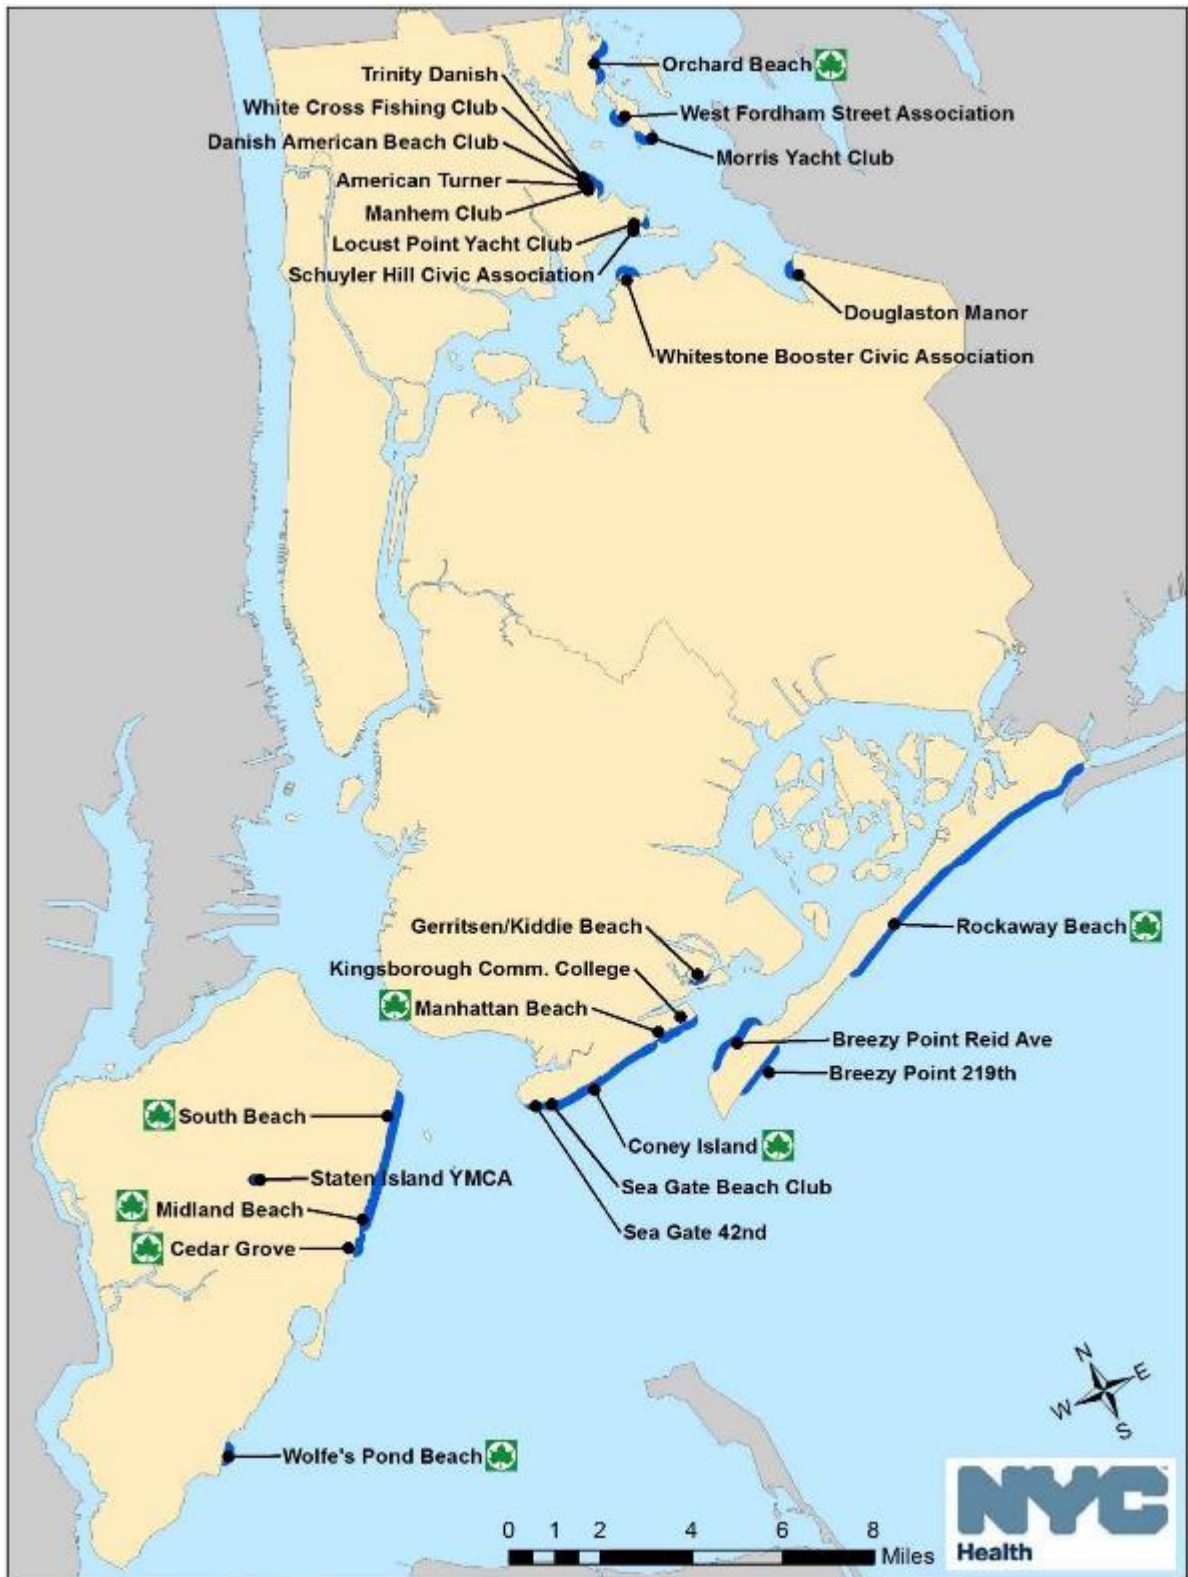 Orchard Beach
Trinity Danish
White Cross Fishing Club
West Fordham Street Association
Danish American Beach Club
Morris Yacht Club
American Turner
Manhem Club
Locust Point Yacht Club
Schuyler Hill Civic Association
Douglaston Manor
Whitestone Booster Civic Association
Gerritsen/Kiddie Beach
Rockaway Beach
Kingsborough Comm. College
Manhattan Beach
Breezy Point Reid Ave
Breezy Point 219th
South Beach
Coney Island
Staten Island YMCA
Sea Gate Beach Club
Midland Beach
Sea Gate 42nd
Cedar Grove
N
E
W
S
Wolfe's Pond Beach
NYC
Health
0 1 2 4 6 8
Miles